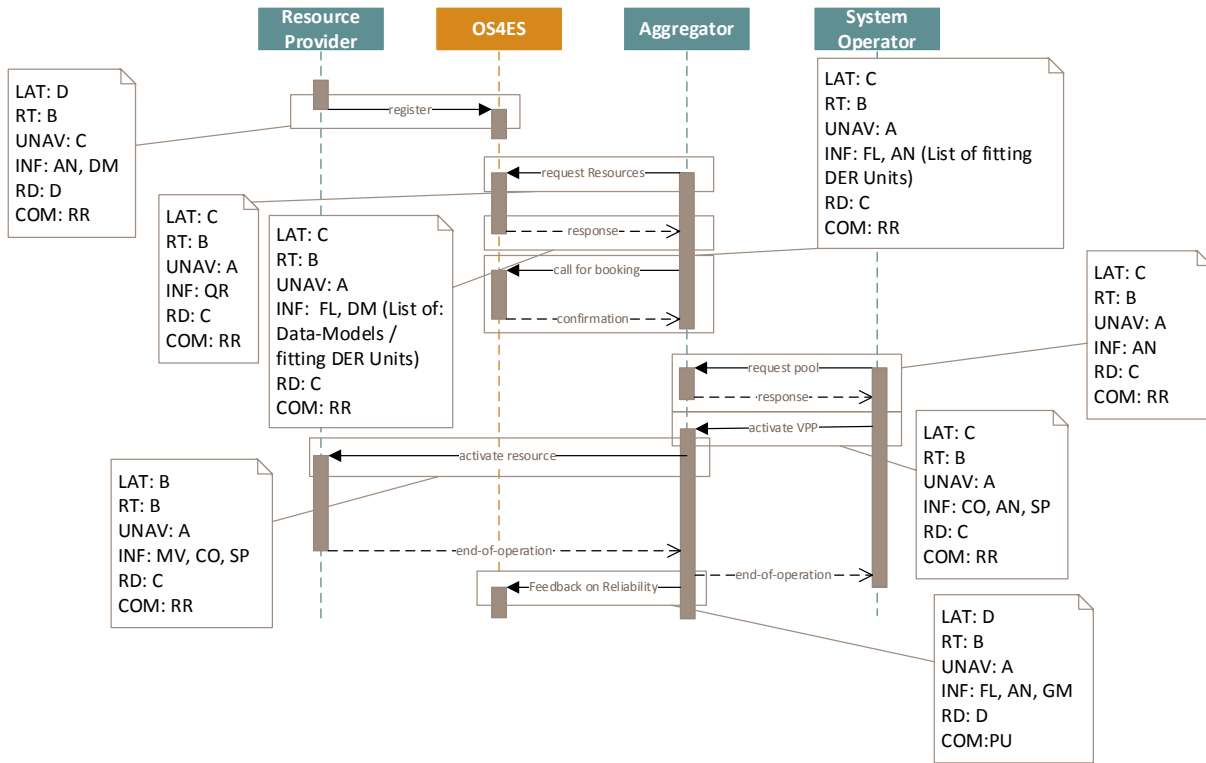 Resource
Provider
OS4ES
Aggregator
System
Operator
LAT: D
RT: B
UNAV: C
INF: AN, DM
RD: D
COM: RR
register
LAT: C
RT: B
UNAV: A
INF: FL, AN (List of fitting
DER Units)
RD: C
COM: RR
request Resources
LAT: C
RT: B
UNAV: A
INF: QR
RD: C
COM: RR
LAT: C
RT: B
UNAV: A
INF:  FL, DM (List of:
Data-Models /
fitting DER Units)
RD: C
COM: RR
response
call for booking
confirmation
LAT: C
RT: B
UNAV: A
INF: AN
RD: C
COM: RR
request pool
response
activate VPP
LAT: C
RT: B
UNAV: A
INF: CO, AN, SP
RD: C
COM: RR
activate resource
LAT: B
RT: B
UNAV: A
INF: MV, CO, SP
RD: C
COM: RR
end-of-operation
end-of-operation
Feedback on Reliability
LAT: D
RT: B
UNAV: A
INF: FL, AN, GM
RD: D
COM:PU